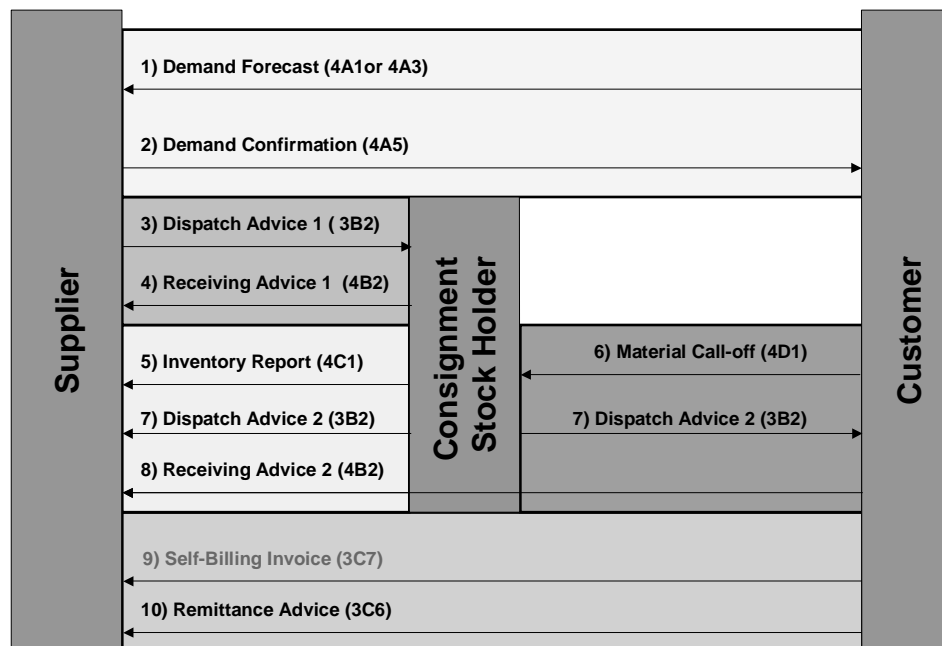 1) Demand Forecast (4A1or 4A3)
2) Demand Confirmation (4A5)
3) Dispatch Advice 1 ( 3B2)
4) Receiving Advice 1  (4B2)
5) Inventory Report (4C1)
6) Material Call-off (4D1)
7) Dispatch Advice 2 (3B2)
7) Dispatch Advice 2 (3B2)
8) Receiving Advice 2 (4B2)
9) Self-Billing Invoice (3C7)
10) Remittance Advice (3C6)
Supplier
Consignment
Stock Holder
Customer